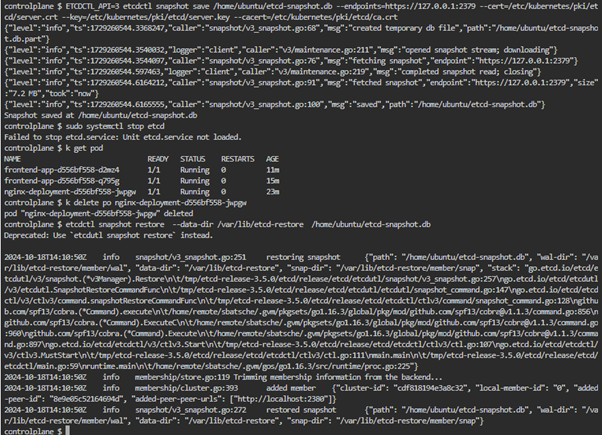 controlplane $ ETCDCTL_API=3 etcdctl snapshot save /home/ubuntu/etcd-snapshot.db --endpoints=https://127.0.0.1:2379 --cert=/etc/kubernetes/pki/et
cd/server.crt --key=/etc/kubernetes/pki/etcd/server.key --cacert=/etc/kubernetes/pki/etcd/ca.crt
{"level":"info","ts":1729260544.3368247,"caller":"snapshot/v3_snapshot.go:68","msg":"created temporary db file","path":"/home/ubuntu/etcd-snapsho
t.db.part"}
{"level":"info","ts":1729260544.3540032,"logger":"client","caller":"v3/maintenance.go:211","msg":"opened snapshot stream; downloading"}
{"level":"info","ts":1729260544.3544097,"caller":"snapshot/v3_snapshot.go:76","msg":"fetching snapshot","endpoint":"https://127.0.0.1:2379"}
{"level":"info","ts":1729260544.597463,"logger":"client","caller":"v3/maintenance.go:219","msg":"completed snapshot read; closing"}
{"level":"info","ts":1729260544.6164212,"caller":"snapshot/v3_snapshot.go:91","msg":"fetched snapshot","endpoint":"https://127.0.0.1:2379","size"
:"7.2 MB","took":"now"}
{"level":"info","ts":1729260544.6165555,"caller":"snapshot/v3_snapshot.go:100","msg":"saved","path":"/home/ubuntu/etcd-snapshot.db"}
Snapshot saved at /home/ubuntu/etcd-snapshot.db
controlplane $ sudo systemctl stop etcd
Failed to stop etcd.service: Unit etcd.service not loaded.
controlplane $ k get pod
NAME READY STATUS RESTARTS AGE
frontend-app-d556bf558-d2mz4 1/1 Running 0 11m
frontend-app-d556bf558-q795g 1/1 Running 0 15m
nginx-deployment-d556bf558-jwpgw 1/1 Running 0 23m
controlplane $ k delete po nginx-deployment-d556bf558-jwpgw
pod "nginx-deployment-d556bf558-jwpgw" deleted
controlplane $ etcdctl snapshot restore --data-dir /var/lib/etcd-restore /home/ubuntu/etcd-snapshot.db
Deprecated: Use `etcdutl snapshot restore` instead.

2024-10-18T14:10:50Z info snapshot/v3_snapshot.go:251 restoring snapshot {"path": "/home/ubuntu/etcd-snapshot.db", "wal-dir": "/va
r/lib/etcd-restore/member/wal", "data-dir": "/var/lib/etcd-restore", "snap-dir": "/var/lib/etcd-restore/member/snap", "stack": "go.etcd.io/etcd/e
tcdutl/v3/snapshot.(*v3Manager).Restore\n\t/tmp/etcd-release-3.5.0/etcd/release/etcd/etcdutl/snapshot/v3_snapshot.go:257\ngo.etcd.io/etcd/etcdutl
/v3/etcdutl.SnapshotRestoreCommandFunc\n\t/tmp/etcd-release-3.5.0/etcd/release/etcd/etcdutl/etcdutl/snapshot_command.go:147\ngo.etcd.io/etcd/etcd
ctl/v3/ctlv3/command.snapshotRestoreCommandFunc\n\t/tmp/etcd-release-3.5.0/etcd/release/etcd/etcdctl/ctlv3/command/snapshot_command.go:128\ngithu
b.com/spf13/cobra.(*Command).execute\n\t/home/remote/sbatsche/.gvm/pkgsets/go1.16.3/global/pkg/mod/github.com/spf13/cobra@v1.1.3/command.go:856\n
github.com/spf13/cobra.(*Command).ExecuteC\n\t/home/remote/sbatsche/.gvm/pkgsets/go1.16.3/global/pkg/mod/github.com/spf13/cobra@v1.1.3/command.go
:960\ngithub.com/spf13/cobra.(*Command).Execute\n\t/home/remote/sbatsche/.gvm/pkgsets/go1.16.3/global/pkg/mod/github.com/spf13/cobra@v1.1.3/comma
nd.go:897\ngo.etcd.io/etcd/etcdctl/v3/ctlv3.Start\n\t/tmp/etcd-release-3.5.0/etcd/release/etcd/etcdctl/ctlv3/ctl.go:107\ngo.etcd.io/etcd/etcdctl/
v3/ctlv3.MustStart\n\t/tmp/etcd-release-3.5.0/etcd/release/etcd/etcdctl/ctlv3/ctl.go:111\nmain.main\n\t/tmp/etcd-release-3.5.0/etcd/release/etcd/
etcdctl/main.go:59\nruntime.main\n\t/home/remote/sbatsche/.gvm/gos/go1.16.3/src/runtime/proc.go:225"}
2024-10-18T14:10:50Z info membership/store.go:119 Trimming membership information from the backend...
2024-10-18T14:10:50Z info membership/cluster.go:393 added member {"cluster-id": "cdf818194e3a8c32", "local-member-id": "0", "added
-peer-id": "8e9e05c52164694d", "added-peer-peer-urls": ["http://localhost:2380"]}
2024-10-18T14:10:50Z info snapshot/v3_snapshot.go:272 restored snapshot {"path": "/home/ubuntu/etcd-snapshot.db", "wal-dir": "/va
r/lib/etcd-restore/member/wal", "data-dir": "/var/lib/etcd-restore", "snap-dir": "/var/lib/etcd-restore/member/snap"}
controlplane $